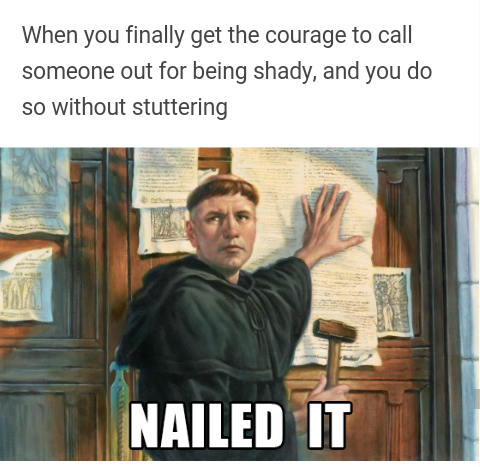 When you finally get the courage to call
someone out for being shady, and you do
so without stuttering
NAILED IT